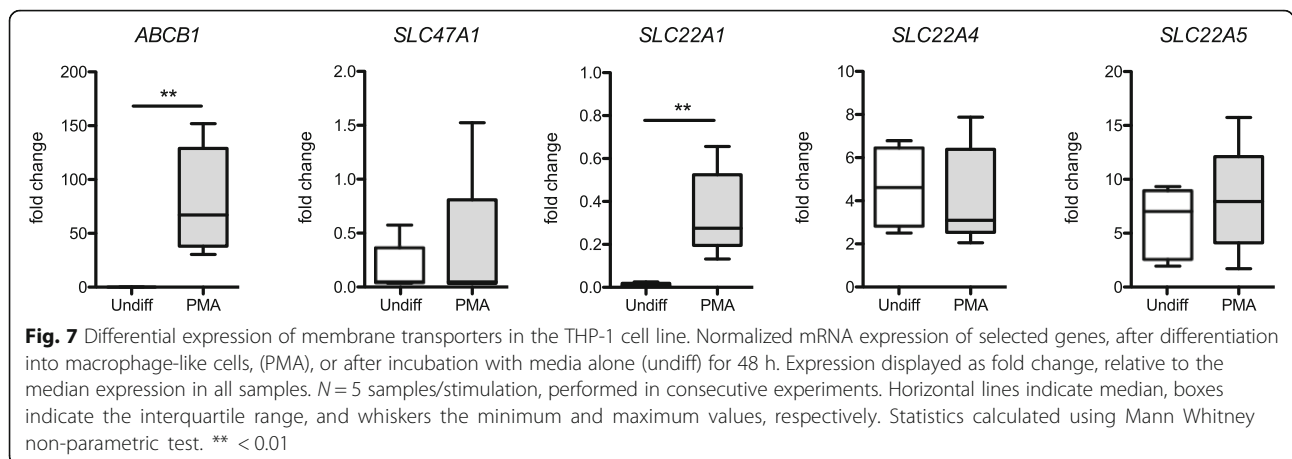 ABCB1 SLC47A1 SLC22A1 SLC22A4 SLC22A5
fold change
200
150
100
50
0
**
Undiff PMA
fold change
2.0
1.5
1.0
0.5
0.0
Undiff PMA
fold change
1.0
0.8
0.6
0.4
0.2
0.0
**
Undiff PMA
fold change
10
8
6
4
2
0
Undiff PMA
fold change
20
15
10
5
0
Undiff PMA
Fig. 7 Differential expression of membrane transporters in the THP-1 cell line. Normalized mRNA expression of selected genes, after differentiation
into macrophage-like cells, (PMA), or after incubation with media alone (undiff) for 48 h. Expression displayed as fold change, relative to the
median expression in all samples. N = 5 samples/stimulation, performed in consecutive experiments. Horizontal lines indicate median, boxes
indicate the interquartile range, and whiskers the minimum and maximum values, respectively. Statistics calculated using Mann Whitney
non-parametric test. ** < 0.01